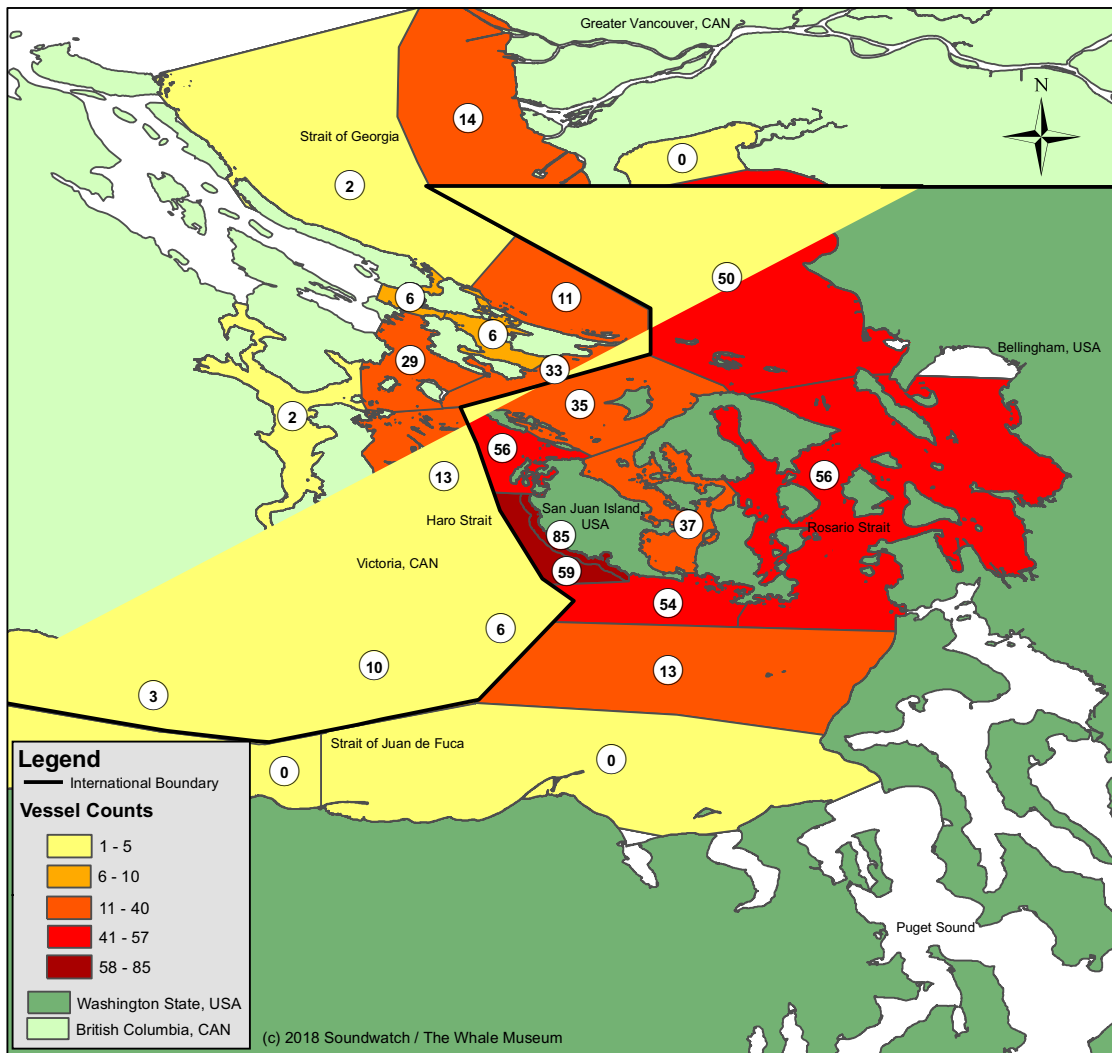 Greater Vancouver, CAN
N
14
Strait of Georgia
0
2
50
6
11
6
Bellingham, USA
29
33
35
2
56
13
56
San Juan Island,
USA
Haro Strait
37
Rosario Strait
85
Victoria, CAN
59
54
6
10
13
3
Strait of Juan de Fuca
0
0
Legend
International Boundary
Vessel Counts
1 - 5
6 - 10
11 - 40
41 - 57
58 - 85
Washington State, USA
British Columbia, CAN
Puget Sound
(c) 2018 Soundwatch / The Whale Museum